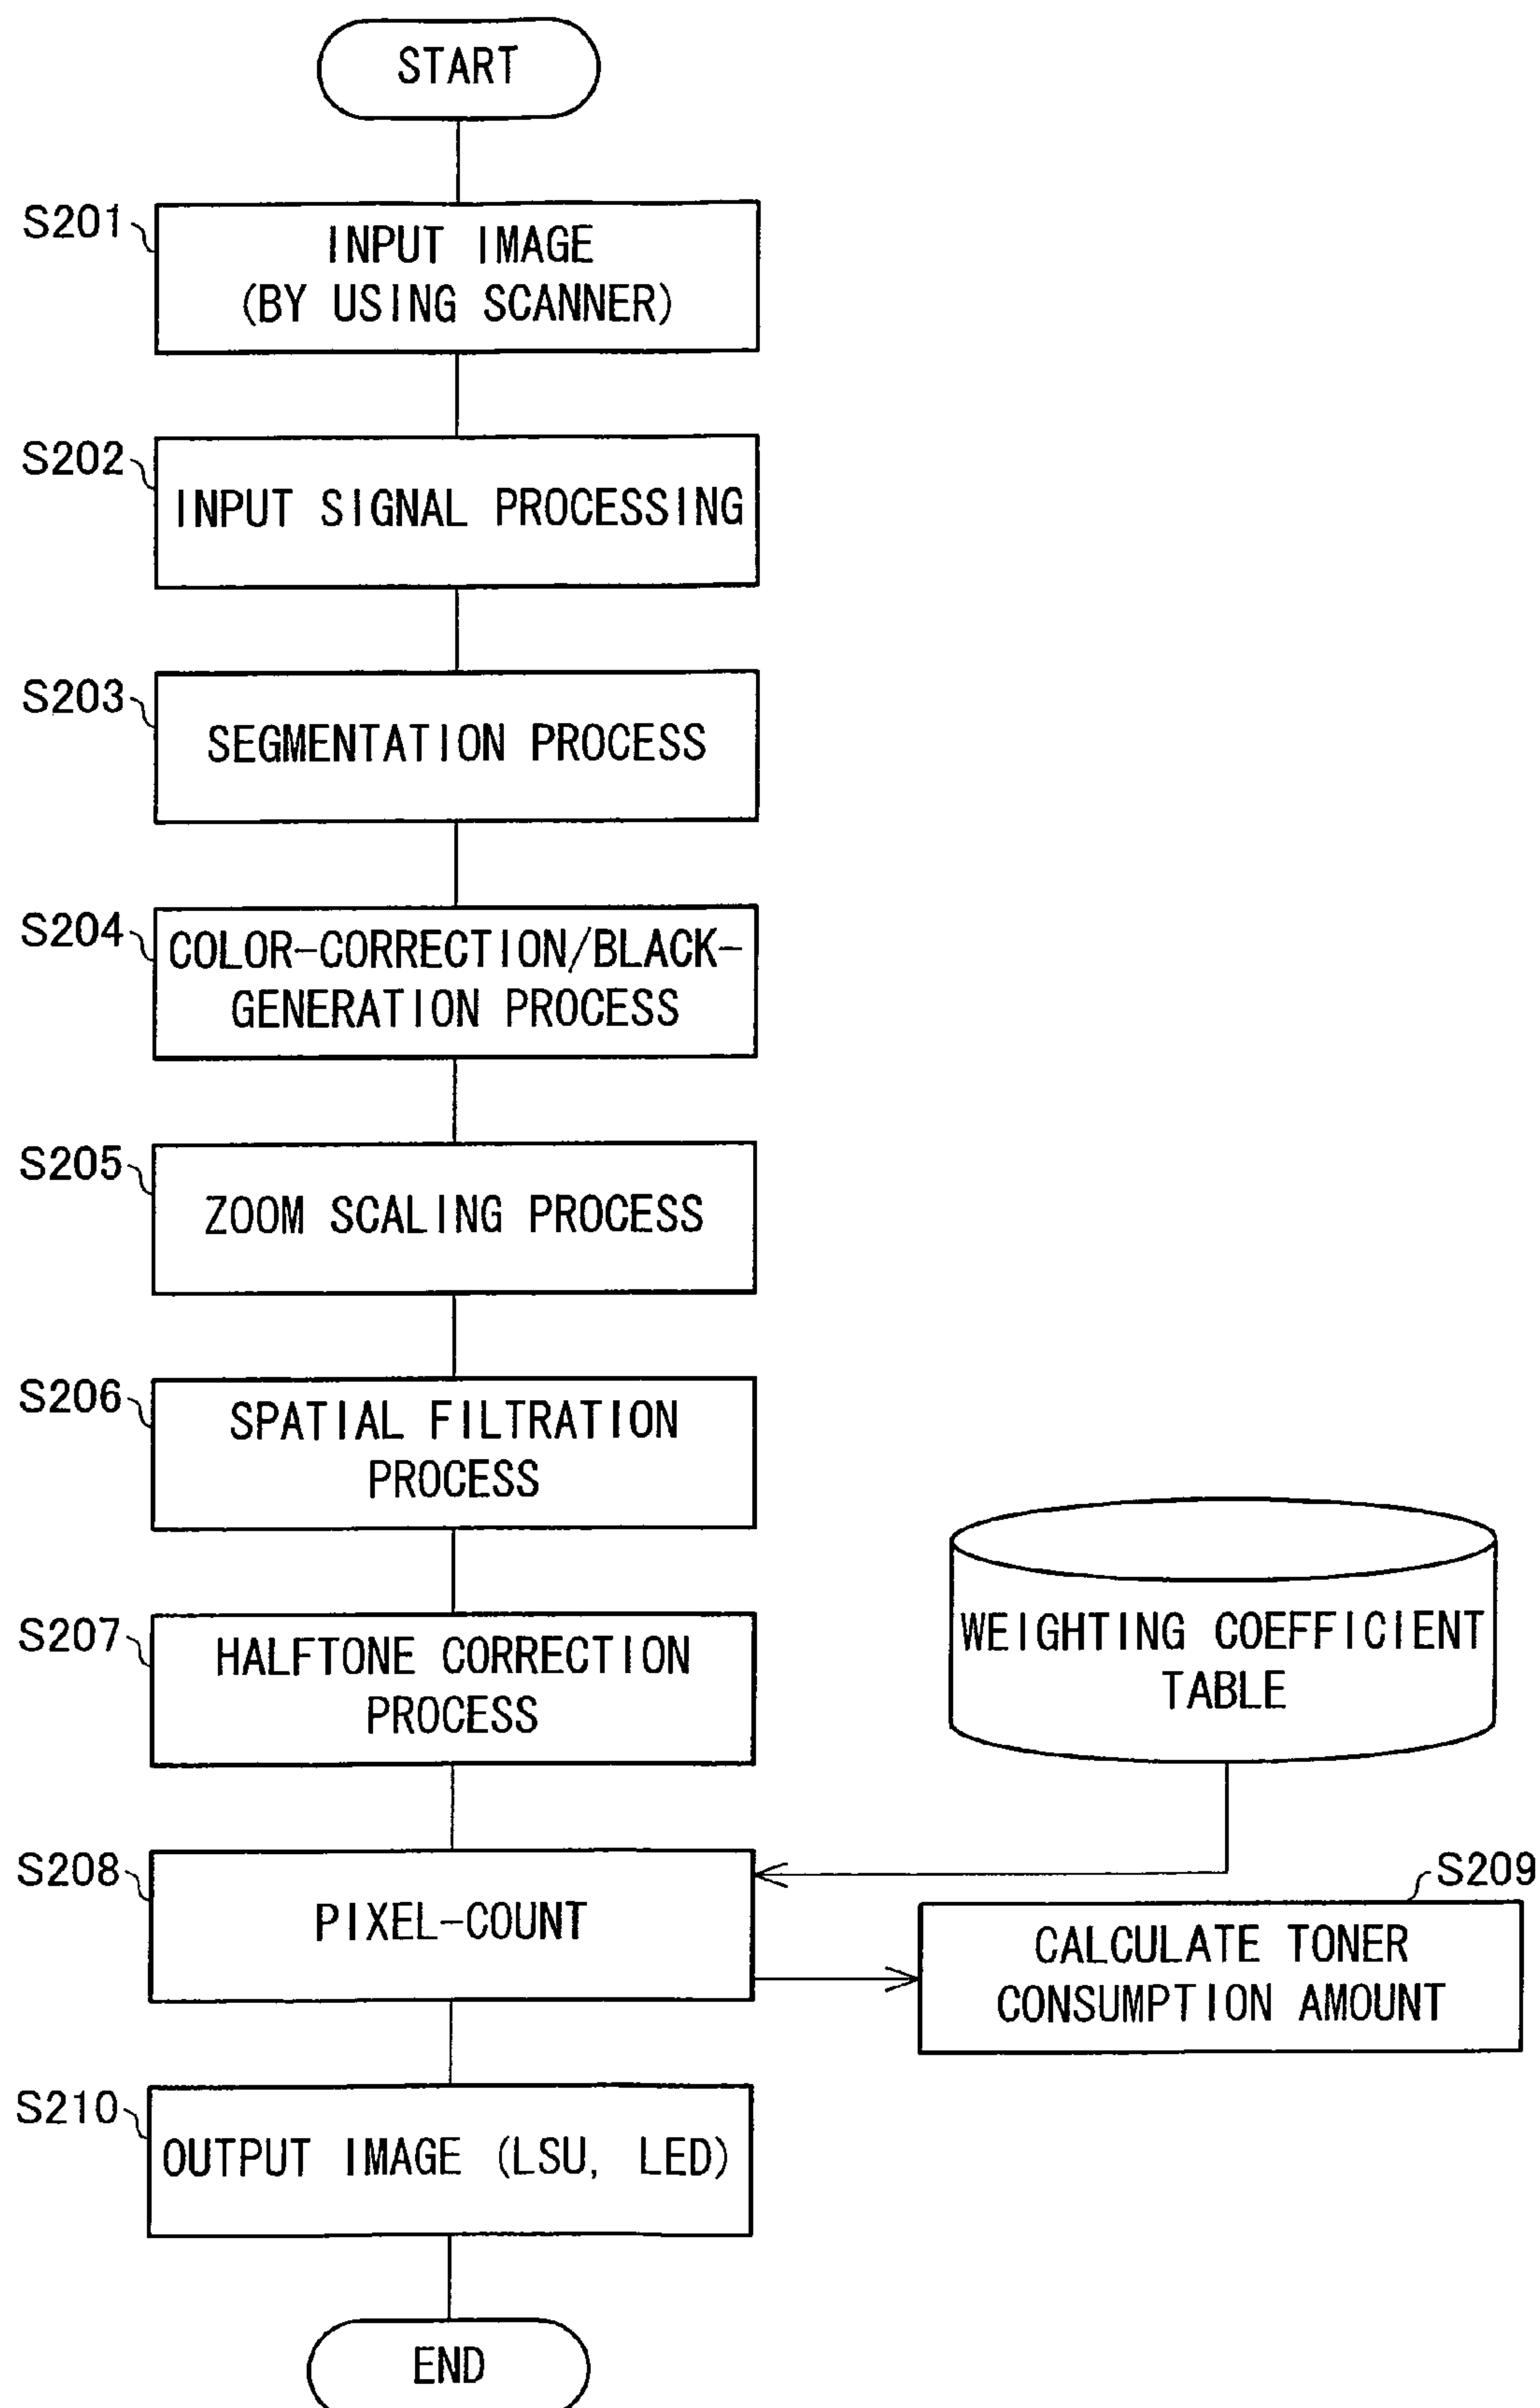 START
S201
INPUT IMAGE
(BY USING SCANNER)
S202
INPUT SIGNAL PROCESSING
S203
SEGMENTATION PROCESS
S204
COLOR-CORRECTION/BLACK-
GENERATION PROCESS
S205
ZOOM SCALING PROCESS
S206
SPATIAL FILTRATION
PROCESS
S207
HALFTONE CORRECTION
PROCESS
WEIGHTING COEFFICIENT
TABLE
S208
PIXEL-COUNT
S209
CALCULATE TONER
CONSUMPTION AMOUNT
S210
OUTPUT IMAGE (LSU, LED)
END